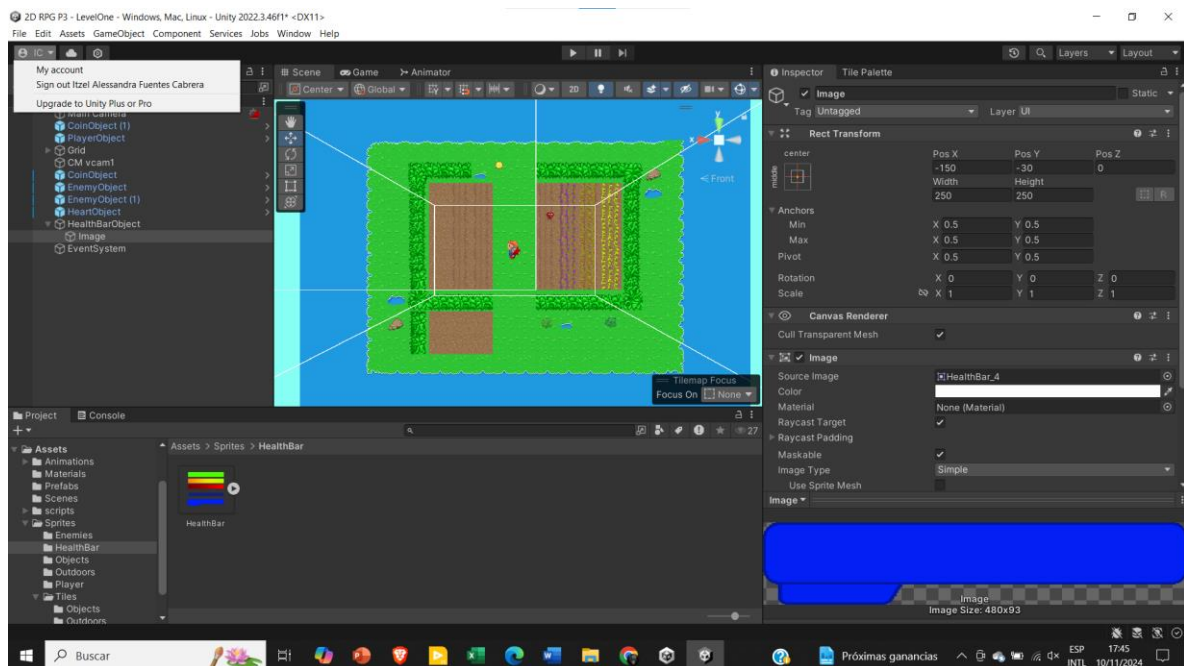 2D RPG P3 - LevelOne - Windows, Mac, Linux - Unity 2022.3.46f1* <DX11>
File Edit Assets GameObject Component Services Jobs Window Help
IC
Layers Layout
My account
Sign out Itzel Alessandra Fuentes Cabrera
Upgrade to Unity Plus or Pro
Main Camera
CoinObject (1)
PlayerObject
Grid
CM vcam1
CoinObject
EnemyObject
EnemyObject (1)
HeartObject
HealthBarObject
Image
EventSystem
Scene Game Animator
Center Global 2D
y
x
Front
Tilemap Focus
Focus On None
Inspector Tile Palette
Image Static
Tag Untagged Layer UI
Rect Transform
center Pos X Pos Y Pos Z
middle -150 -30 0
Width Height
250 250
R
Anchors
Min X 0.5 Y 0.5
Max X 0.5 Y 0.5
Pivot X 0.5 Y 0.5
Rotation X 0 Y 0 Z 0
Scale X 1 Y 1 Z 1
Canvas Renderer
Cull Transparent Mesh
Image
Source Image HealthBar_4
Color
Material None (Material)
Raycast Target
Raycast Padding
Maskable
Image Type Simple
Use Sprite Mesh
Image
Image
Image Size: 480x93
Project Console
27
Assets
Animations
Materials
Prefabs
Scenes
scripts
Sprites
Enemies
HealthBar
Objects
Outdoors
Player
Tiles
Objects
Outdoors
Assets > Sprites > HealthBar
HealthBar
Buscar
Próximas ganancias
ESP
INTL
17:45
10/11/2024